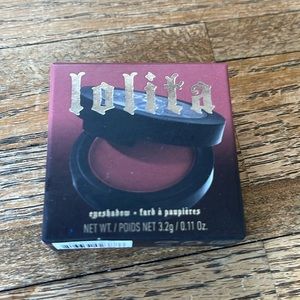 lolita
eyeshadow • fard à paupières
NET WT. / POIDS NET 3.2g / 0.11 Oz.